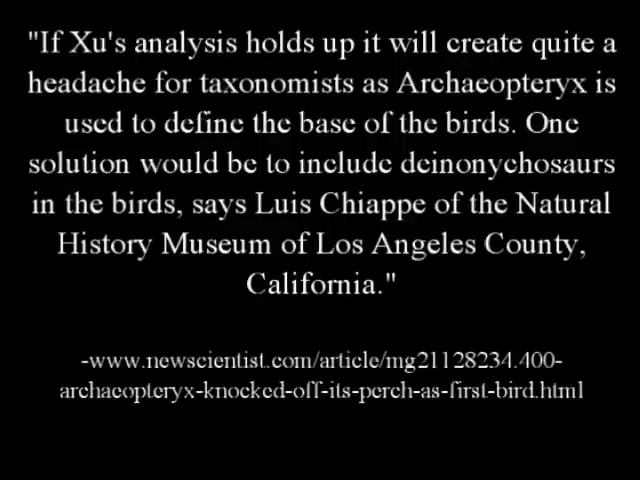 "If Xu's analysis holds up it will create quite a
headache for taxonomists as Archaeopteryx is
used to define the base of the birds. One
solution would be to include deinonychosaurs
in the birds, says Luis Chiappe of the Natural
History Museum of Los Angeles County,
California."
-www.newscientist.com/article/mg21128234.400-
archaeopteryx-knocked-off-its-perch-as-first-bird.html